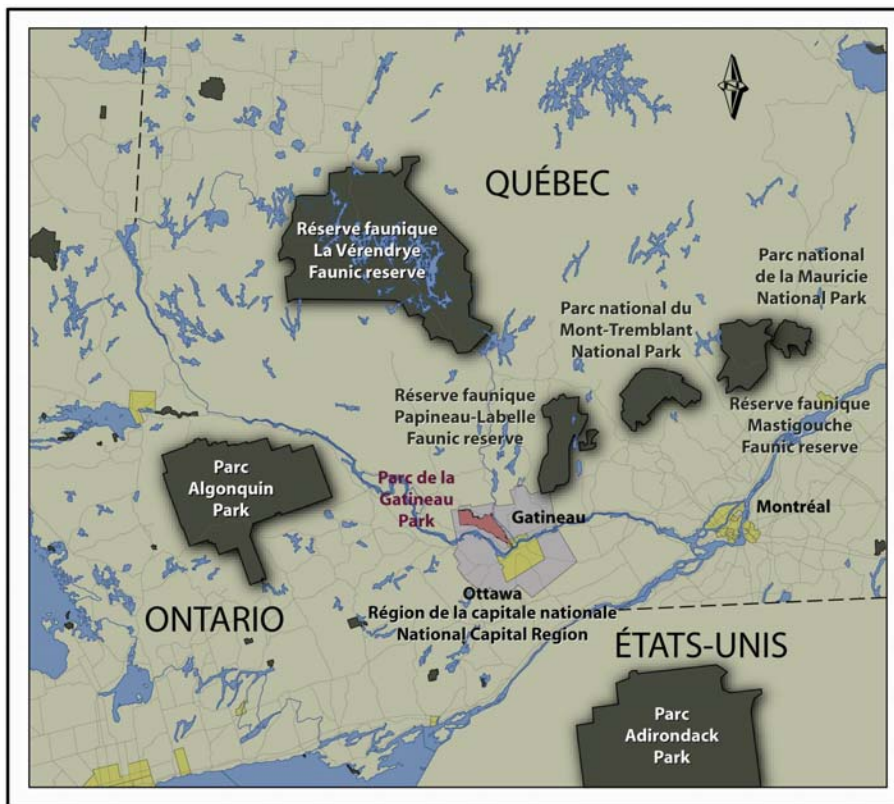 QUÉBEC
Réserve faunique
La Vérendrye
Faunic reserve
Parc national
de la Mauricie
National Park
Parc national du
Mont-Tremblant
National Park
Réserve faunique
Papineau-Labelle
Faunic reserve
Réserve faunique
Mastigouche
Faunic reserve
Parc
Algonquin
Park
Parc de la
Gatineau
Park
Gatineau
Montréal
Ottawa
Région de la capitale nationale
National Capital Region
ONTARIO
ÉTATS-UNIS
Parc
Adirondack
Park